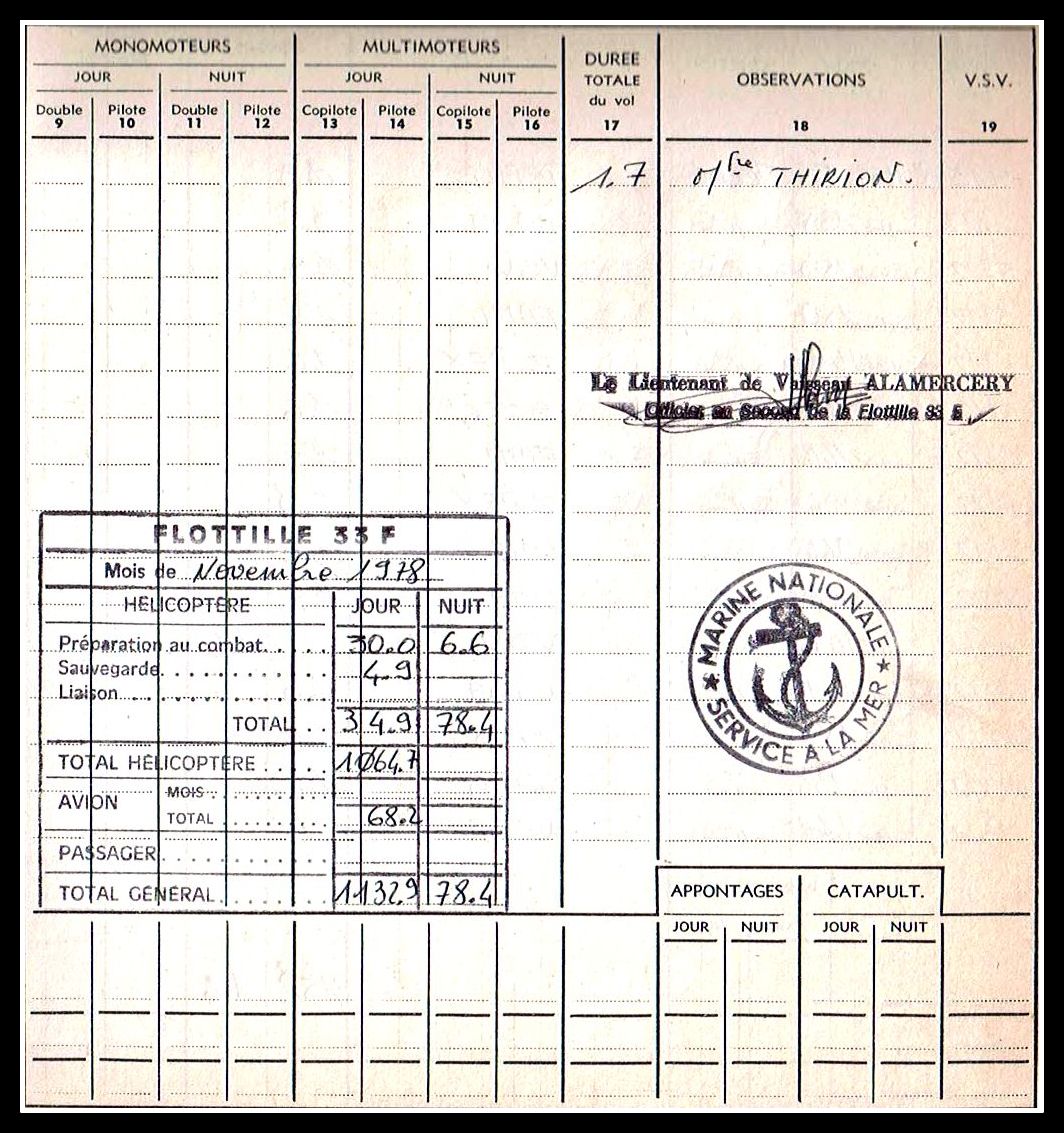 MONOMOTEURS MULTIMOTEURS DUREE TOTALE du vol OBSERVATIONS V.S.V.
JOUR NUIT JOUR NUIT
Double Pilote Double Pilote Copilote Pilote Copilote Pilote
9 10 11 12 13 14 15 16 17 18 19
1.7 THIRION.
Le Lieutenant de Vaisseau ALAMERCERY
Officier en Second de la Flottille 33 F
FLOTTILLE 33 F
Mois de Novembre 1978
HELICOPTÈRE JOUR NUIT
Préparation au combat... 30.0 6.6
Sauvegarde. 4.9
Liaison
TOTAL 34.9 78.4
TOTAL HÉLICOPTÈRE 1064.7
AVION MOIS
TOTAL 68.2
PASSAGER
TOTAL GÉNÉRAL 1132.9 78.4
MARINE NATIONALE
★ SERVICE A LA MER ★
APPONTAGES CATAPULT.
JOUR NUIT JOUR NUIT